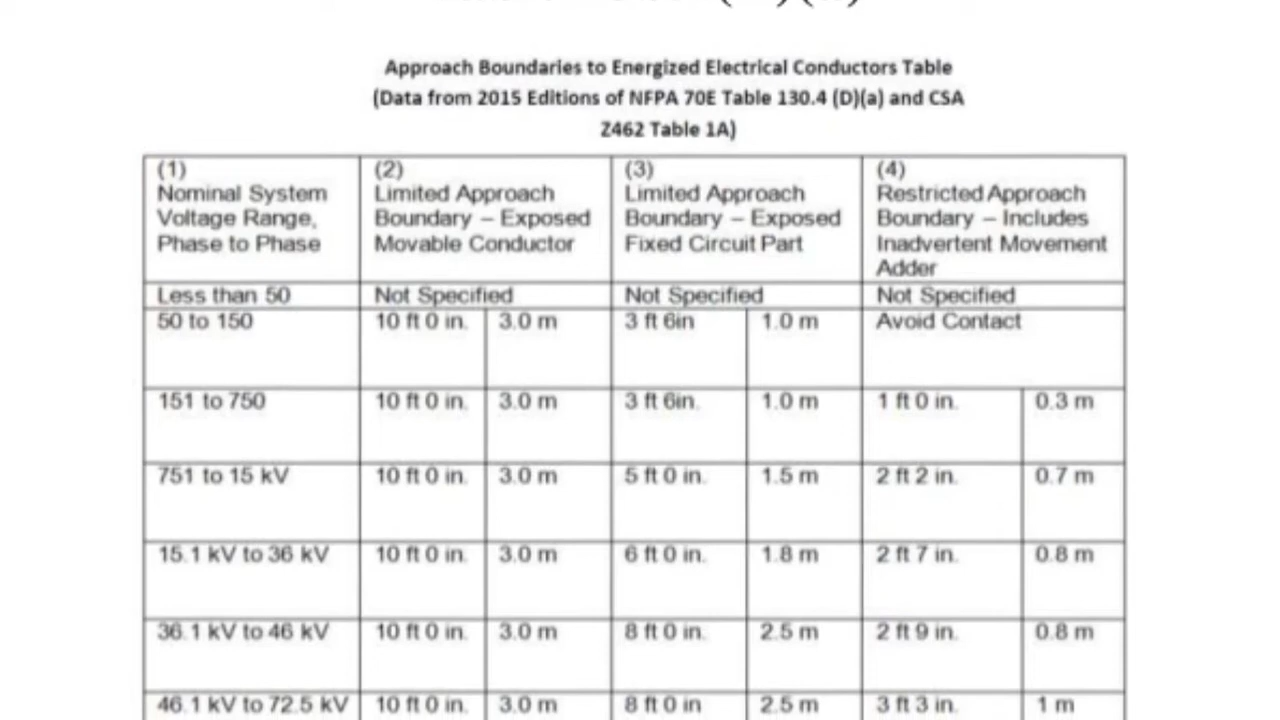 Approach Boundaries to Energized Electrical Conductors Table
(Data from 2015 Editions of NFPA 70E Table 130.4 (D)(a) and CSA
Z462 Table 1A)
(1)
Nominal System
Voltage Range,
Phase to Phase
(2)
Limited Approach
Boundary – Exposed
Movable Conductor
(3)
Limited Approach
Boundary – Exposed
Fixed Circuit Part
(4)
Restricted Approach
Boundary – Includes
Inadvertent Movement
Adder
Less than 50 Not Specified Not Specified Not Specified
50 to 150 10 ft 0 in. 3.0 m 3 ft 6in 1.0 m Avoid Contact
151 to 750 10 ft 0 in. 3.0 m 3 ft 6in. 1.0 m 1 ft 0 in. 0.3 m
751 to 15 kV 10 ft 0 in. 3.0 m 5 ft 0 in. 1.5 m 2 ft 2 in. 0.7 m
15.1 kV to 36 kV 10 ft 0 in. 3.0 m 6 ft 0 in. 1.8 m 2 ft 7 in. 0.8 m
36.1 kV to 46 kV 10 ft 0 in. 3.0 m 8 ft 0 in. 2.5 m 2 ft 9 in. 0.8 m
46.1 kV to 72.5 kV 10 ft 0 in. 3.0 m 8 ft 0 in 2.5 m 3 ft 3 in. 1 m